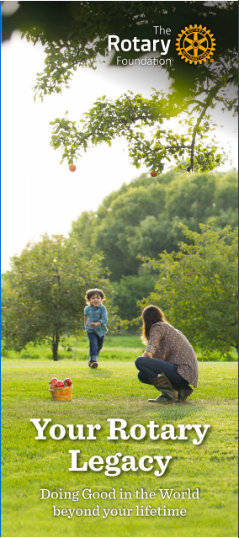 The
Rotary
Foundation
Your Rotary
Legacy
Doing Good in the World
beyond your lifetime